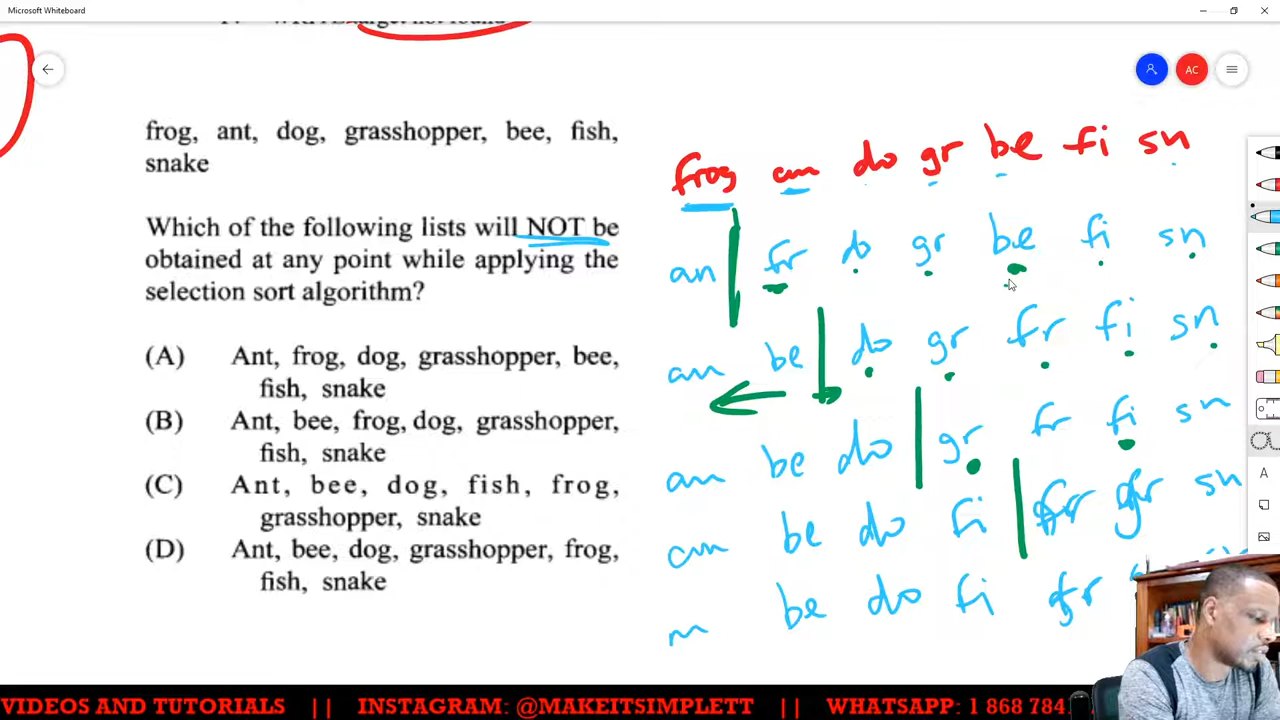 Microsoft Whiteboard
frog, ant, dog, grasshopper, bee, fish,
snake
Which of the following lists will NOT be
obtained at any point while applying the
selection sort algorithm?
(A) Ant, frog, dog, grasshopper, bee,
fish, snake
(B) Ant, bee, frog, dog, grasshopper,
fish, snake
(C) Ant, bee, dog, fish, frog,
grasshopper, snake
(D) Ant, bee, dog, grasshopper, frog,
fish, snake
AC
frog an do gr be fi sn
an fr do gr be fi sn
an be do gr fr fi sn
an be do gr fr fi sn
an be do fi fr gr sn
be do fi fr
VIDEOS AND TUTORIALS || INSTAGRAM: @MAKEITSIMPLETT || WHATSAPP: 1 868 784